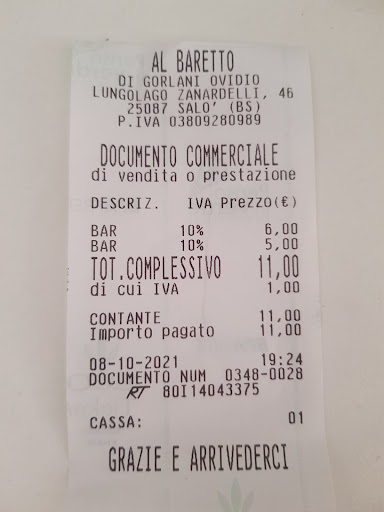 AL BARETTO
DI GORLANI OVIDIO
LUNGOLAGO ZANARDELLI, 46
25087 SALO' (BS)
P.IVA 03809280989
DOCUMENTO COMMERCIALE
di vendita o prestazione
DESCRIZ. IVA Prezzo(€)
BAR 10% 6,00
BAR 10% 5,00
TOT.COMPLESSIVO 11,00
di cui IVA 1,00
CONTANTE 11,00
Importo pagato 11,00
08-10-2021 19:24
DOCUMENTO NUM 0348-0028
RT 80I14043375
CASSA: 01
GRAZIE E ARRIVEDERCI